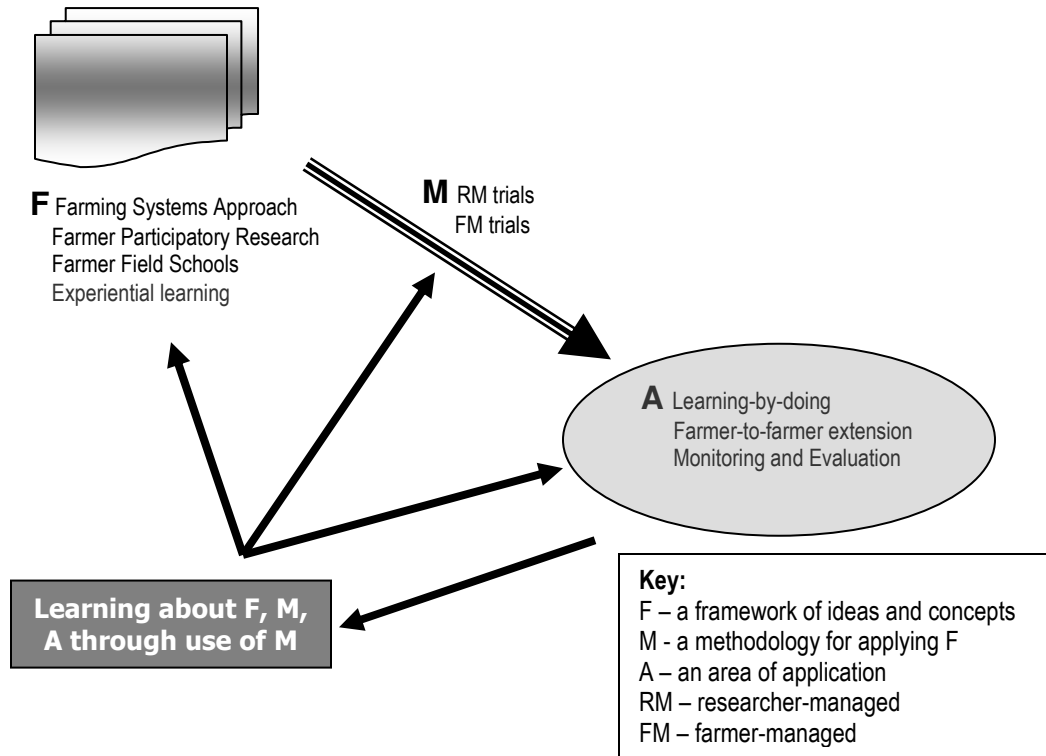 F Farming Systems Approach
Farmer Participatory Research
Farmer Field Schools
Experiential learning
M RM trials
FM trials
A Learning-by-doing
Farmer-to-farmer extension
Monitoring and Evaluation
Learning about F, M,
A through use of M
Key:
F – a framework of ideas and concepts
M - a methodology for applying F
A – an area of application
RM – researcher-managed
FM – farmer-managed